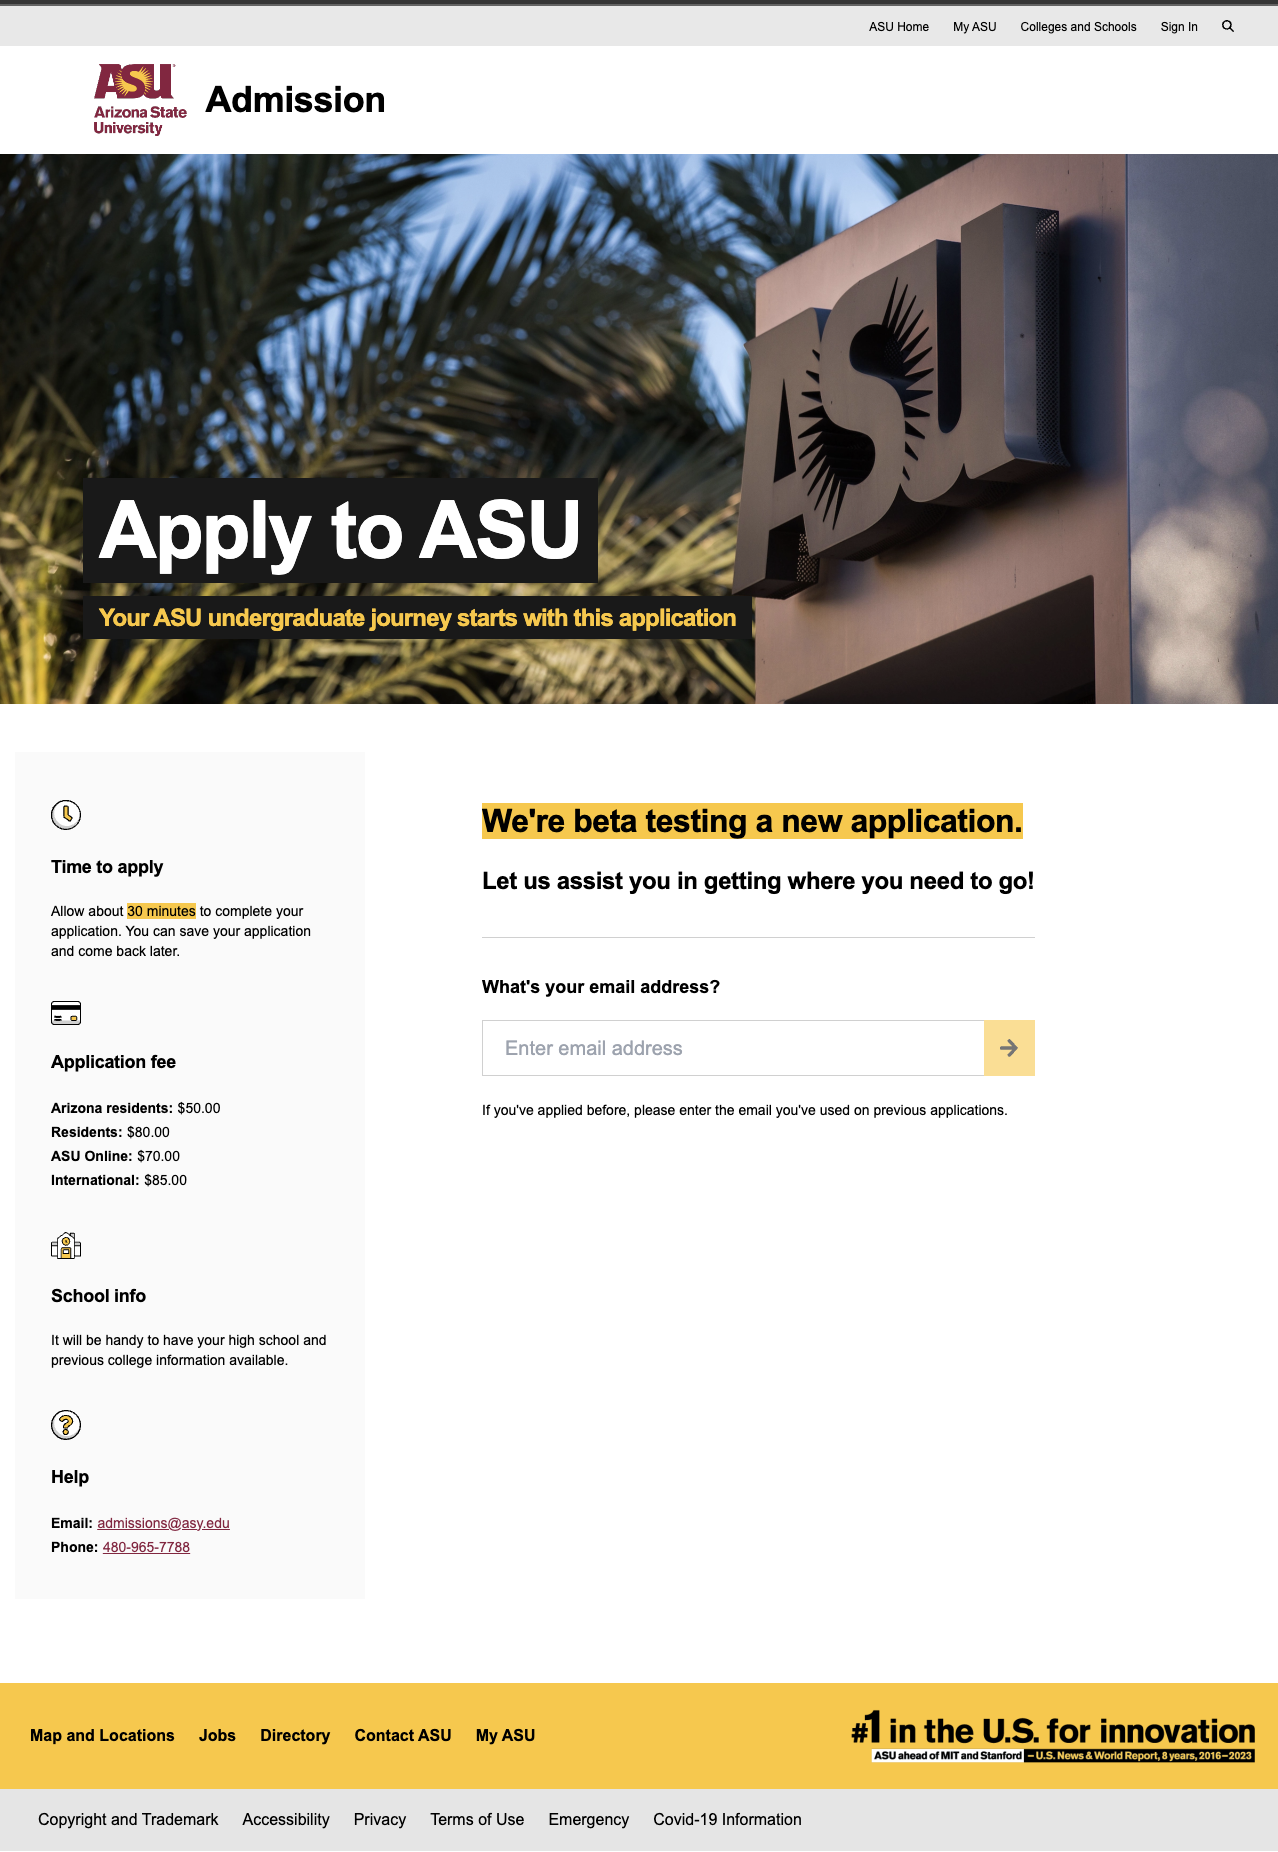 ASU Home My ASU Colleges and Schools Sign In
ASU
Arizona State
University
Admission
ASU
Apply to ASU
Your ASU undergraduate journey starts with this application
Time to apply
Allow about 30 minutes to complete your
application. You can save your application
and come back later.
Application fee
Arizona residents: $50.00
Residents: $80.00
ASU Online: $70.00
International: $85.00
School info
It will be handy to have your high school and
previous college information available.
Help
Email: admissions@asy.edu
Phone: 480-965-7788
We're beta testing a new application.
Let us assist you in getting where you need to go!
What's your email address?
Enter email address
If you've applied before, please enter the email you've used on previous applications.
Map and Locations Jobs Directory Contact ASU My ASU
#1 in the U.S. for innovation
ASU ahead of MIT and Stanford – U.S. News & World Report, 8 years, 2016–2023
Copyright and Trademark Accessibility Privacy Terms of Use Emergency Covid-19 Information